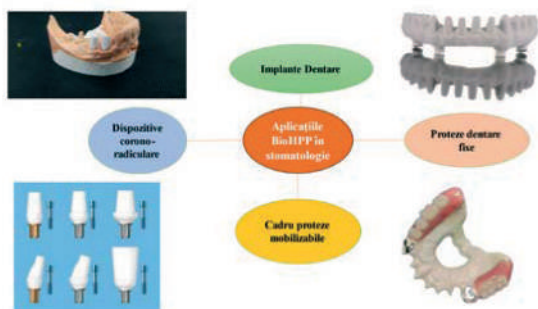 Implante Dentare
Dispozitive
corono-
radiculare
Aplicațiile
BioHPP în
stomatologie
Proteze dentare
fixe
Cadru proteze
mobilizabile